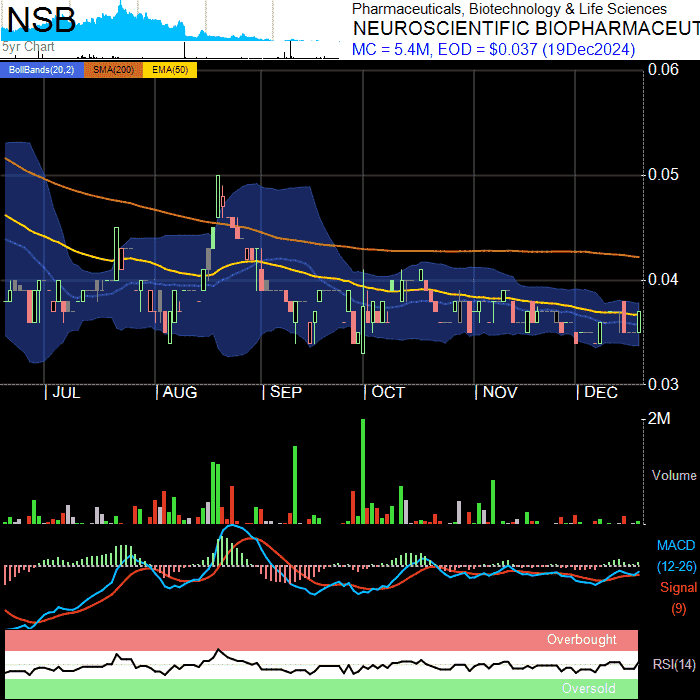 NSB
5yr Chart
Pharmaceuticals, Biotechnology & Life Sciences
NEUROSCIENTIFIC BIOPHARMACEUT
MC = 5.4M, EOD = $0.037 (19Dec2024)
BollBands(20,2) SMA(200) EMA(50)
0.06
0.05
0.04
0.03
JUL AUG SEP OCT NOV DEC
2M
Volume
MACD
(12-26)
Signal
(9)
Overbought
RSI(14)
Oversold